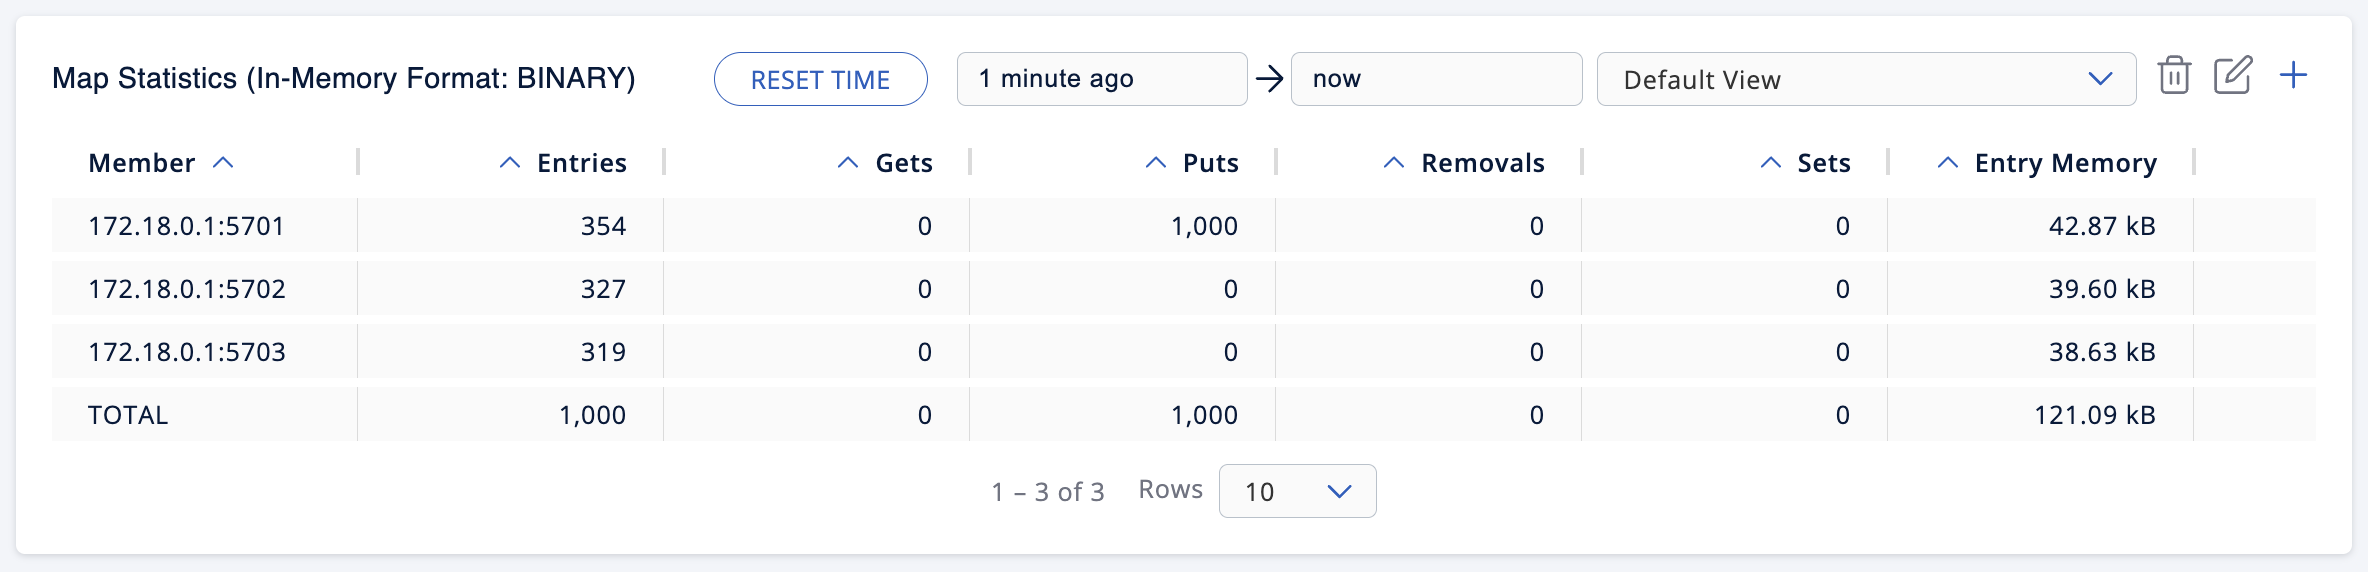 Map Statistics (In-Memory Format: BINARY) RESET TIME 1 minute ago → now Default View
Member Entries Gets Puts Removals Sets Entry Memory
172.18.0.1:5701 354 0 1,000 0 0 42.87 kB
172.18.0.1:5702 327 0 0 0 0 39.60 kB
172.18.0.1:5703 319 0 0 0 0 38.63 kB
TOTAL 1,000 0 1,000 0 0 121.09 kB
1 – 3 of 3 Rows 10